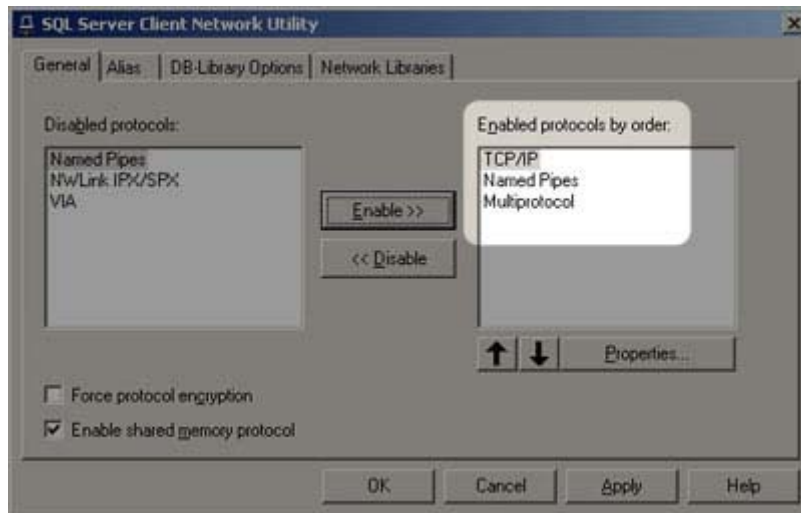 SQL Server Client Network Utility
General
Alias
DB-Library Options
Network Libraries
Disabled protocols:
Named Pipes
NWLink IPX/SPX
VIA
Enable >>
<< Disable
Enabled protocols by order:
TCP/IP
Named Pipes
Multiprotocol
Properties...
Force protocol encryption
Enable shared memory protocol
OK
Cancel
Apply
Help